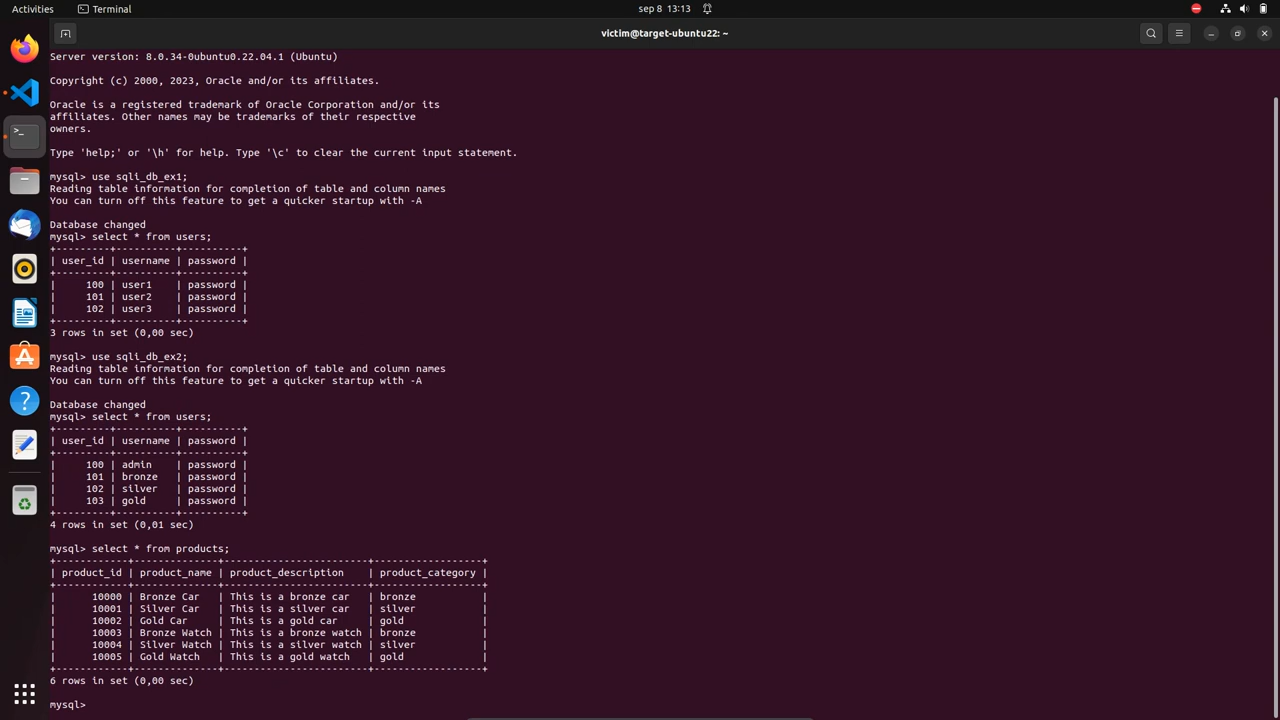 Activities
Terminal
sep 8 13:13
victim@target-ubuntu22: ~
Server version: 8.0.34-0ubuntu0.22.04.1 (Ubuntu)
Copyright (c) 2000, 2023, Oracle and/or its affiliates.
Oracle is a registered trademark of Oracle Corporation and/or its
affiliates. Other names may be trademarks of their respective
owners.
Type 'help;' or '\h' for help. Type '\c' to clear the current input statement.
mysql> use sqli_db_ex1;
Reading table information for completion of table and column names
You can turn off this feature to get a quicker startup with -A
Database changed
mysql> select * from users;
+---------+----------+----------+
| user_id | username | password |
+---------+----------+----------+
|     100 | user1    | password |
|     101 | user2    | password |
|     102 | user3    | password |
+---------+----------+----------+
3 rows in set (0,00 sec)
mysql> use sqli_db_ex2;
Reading table information for completion of table and column names
You can turn off this feature to get a quicker startup with -A
Database changed
mysql> select * from users;
+---------+----------+----------+
| user_id | username | password |
+---------+----------+----------+
|     100 | admin    | password |
|     101 | bronze   | password |
|     102 | silver   | password |
|     103 | gold     | password |
+---------+----------+----------+
4 rows in set (0,01 sec)
mysql> select * from products;
+------------+--------------+------------------------+------------------+
| product_id | product_name | product_description    | product_category |
+------------+--------------+------------------------+------------------+
|      10000 | Bronze Car   | This is a bronze car   | bronze           |
|      10001 | Silver Car   | This is a silver car   | silver           |
|      10002 | Gold Car     | This is a gold car     | gold             |
|      10003 | Bronze Watch | This is a bronze watch | bronze           |
|      10004 | Silver Watch | This is a silver watch | silver           |
|      10005 | Gold Watch   | This is a gold watch   | gold             |
+------------+--------------+------------------------+------------------+
6 rows in set (0,00 sec)
mysql>